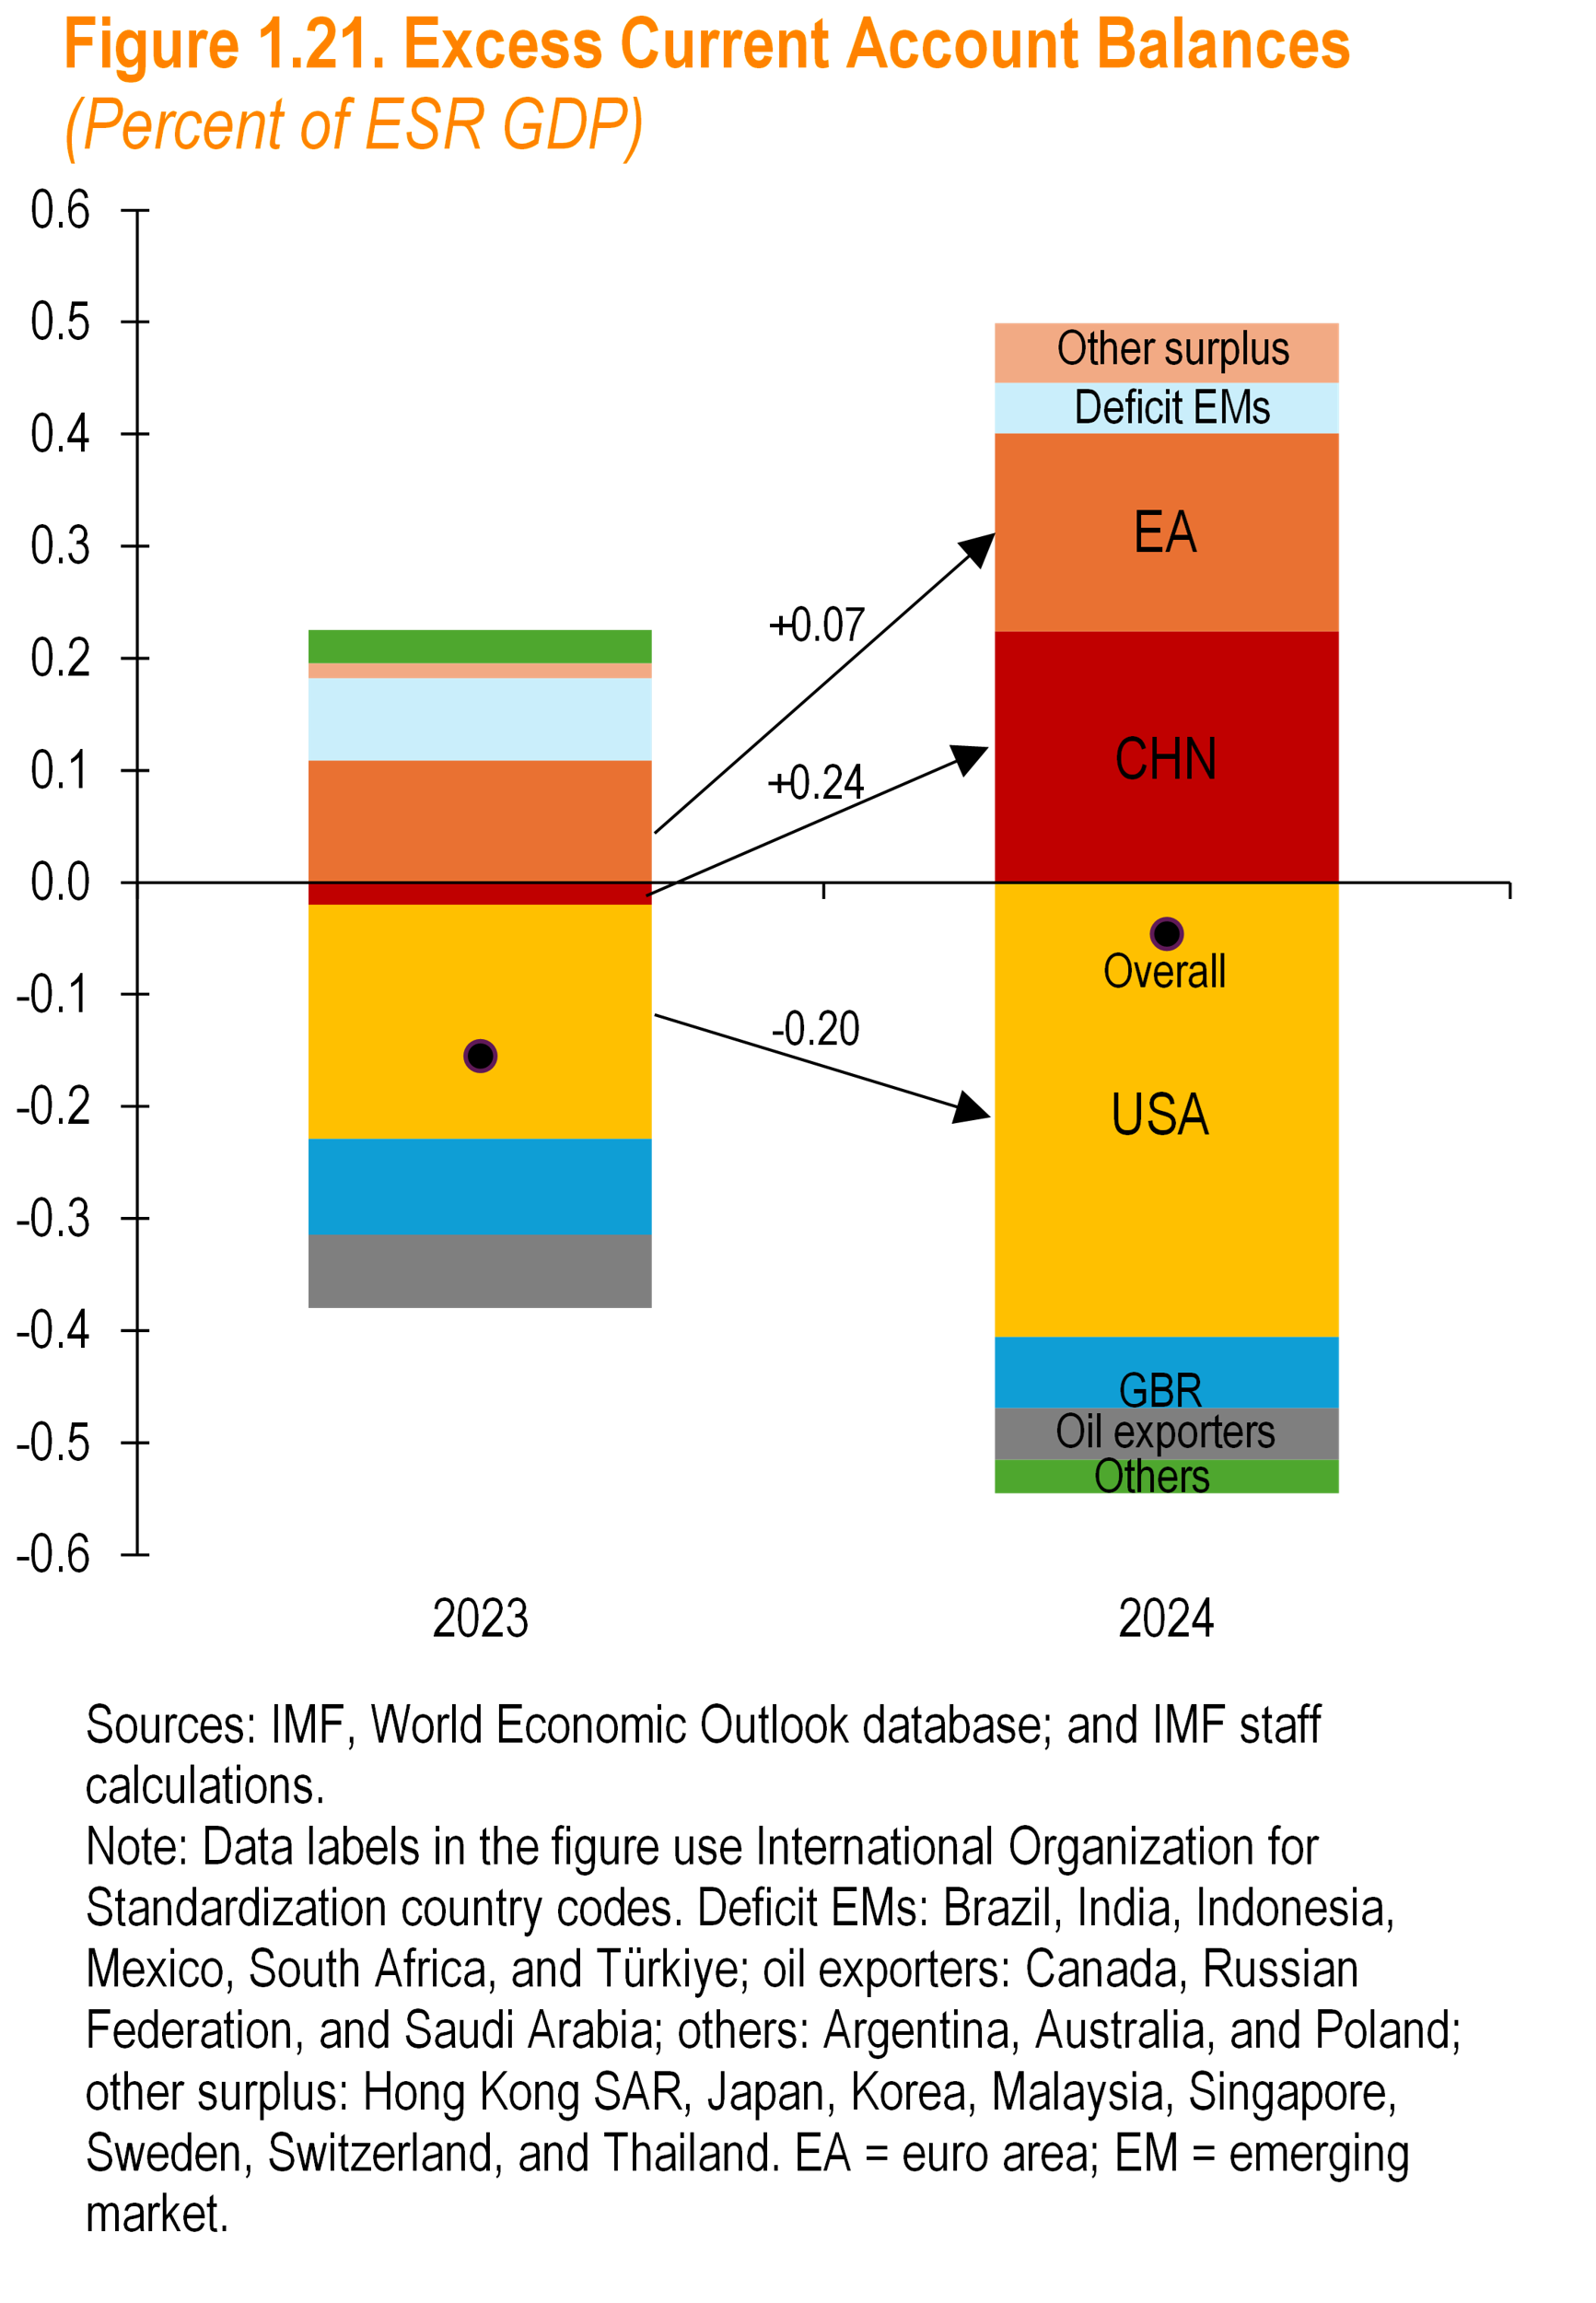 Figure 1.21. Excess Current Account Balances
(Percent of ESR GDP)
0.6
0.5
0.4
0.3
0.2
0.1
0.0
-0.1
-0.2
-0.3
-0.4
-0.5
-0.6
+0.07
+0.24
-0.20
Other surplus
Deficit EMs
EA
CHN
Overall
USA
GBR
Oil exporters
Others
2023
2024
Sources: IMF, World Economic Outlook database; and IMF staff
calculations.
Note: Data labels in the figure use International Organization for
Standardization country codes. Deficit EMs: Brazil, India, Indonesia,
Mexico, South Africa, and Türkiye; oil exporters: Canada, Russian
Federation, and Saudi Arabia; others: Argentina, Australia, and Poland;
other surplus: Hong Kong SAR, Japan, Korea, Malaysia, Singapore,
Sweden, Switzerland, and Thailand. EA = euro area; EM = emerging
market.